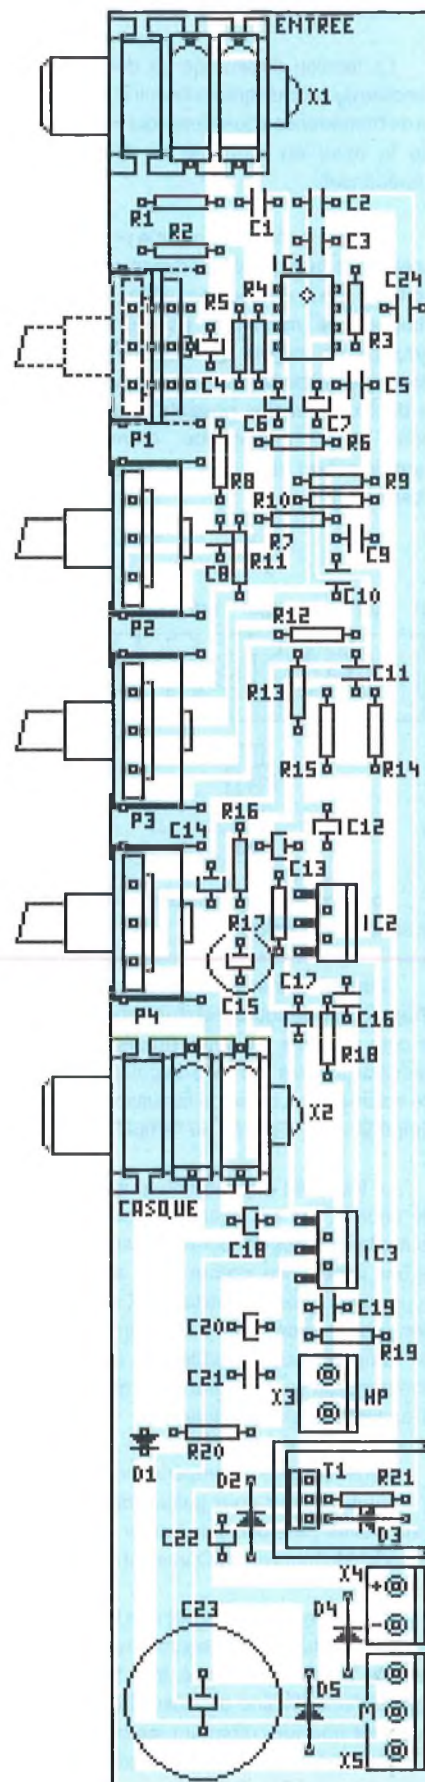 ENTREE
X1
R1
C1
C2
R2
C3
IC1
C24
R5
R4
R3
C4
C5
C6
C7
P1
R6
R8
R9
R10
R7
C8
R11
C9
C10
P2
R12
C11
R13
R15
R14
P3
C14
R16
C12
C13
R17
IC2
C15
C17
C16
P4
R18
X2
CASQUE
C18
IC3
C19
C20
R19
C21
X3
HP
R20
D1
D2
T1
R21
C22
D3
X4
+
-
C23
D4
D5
M
X5